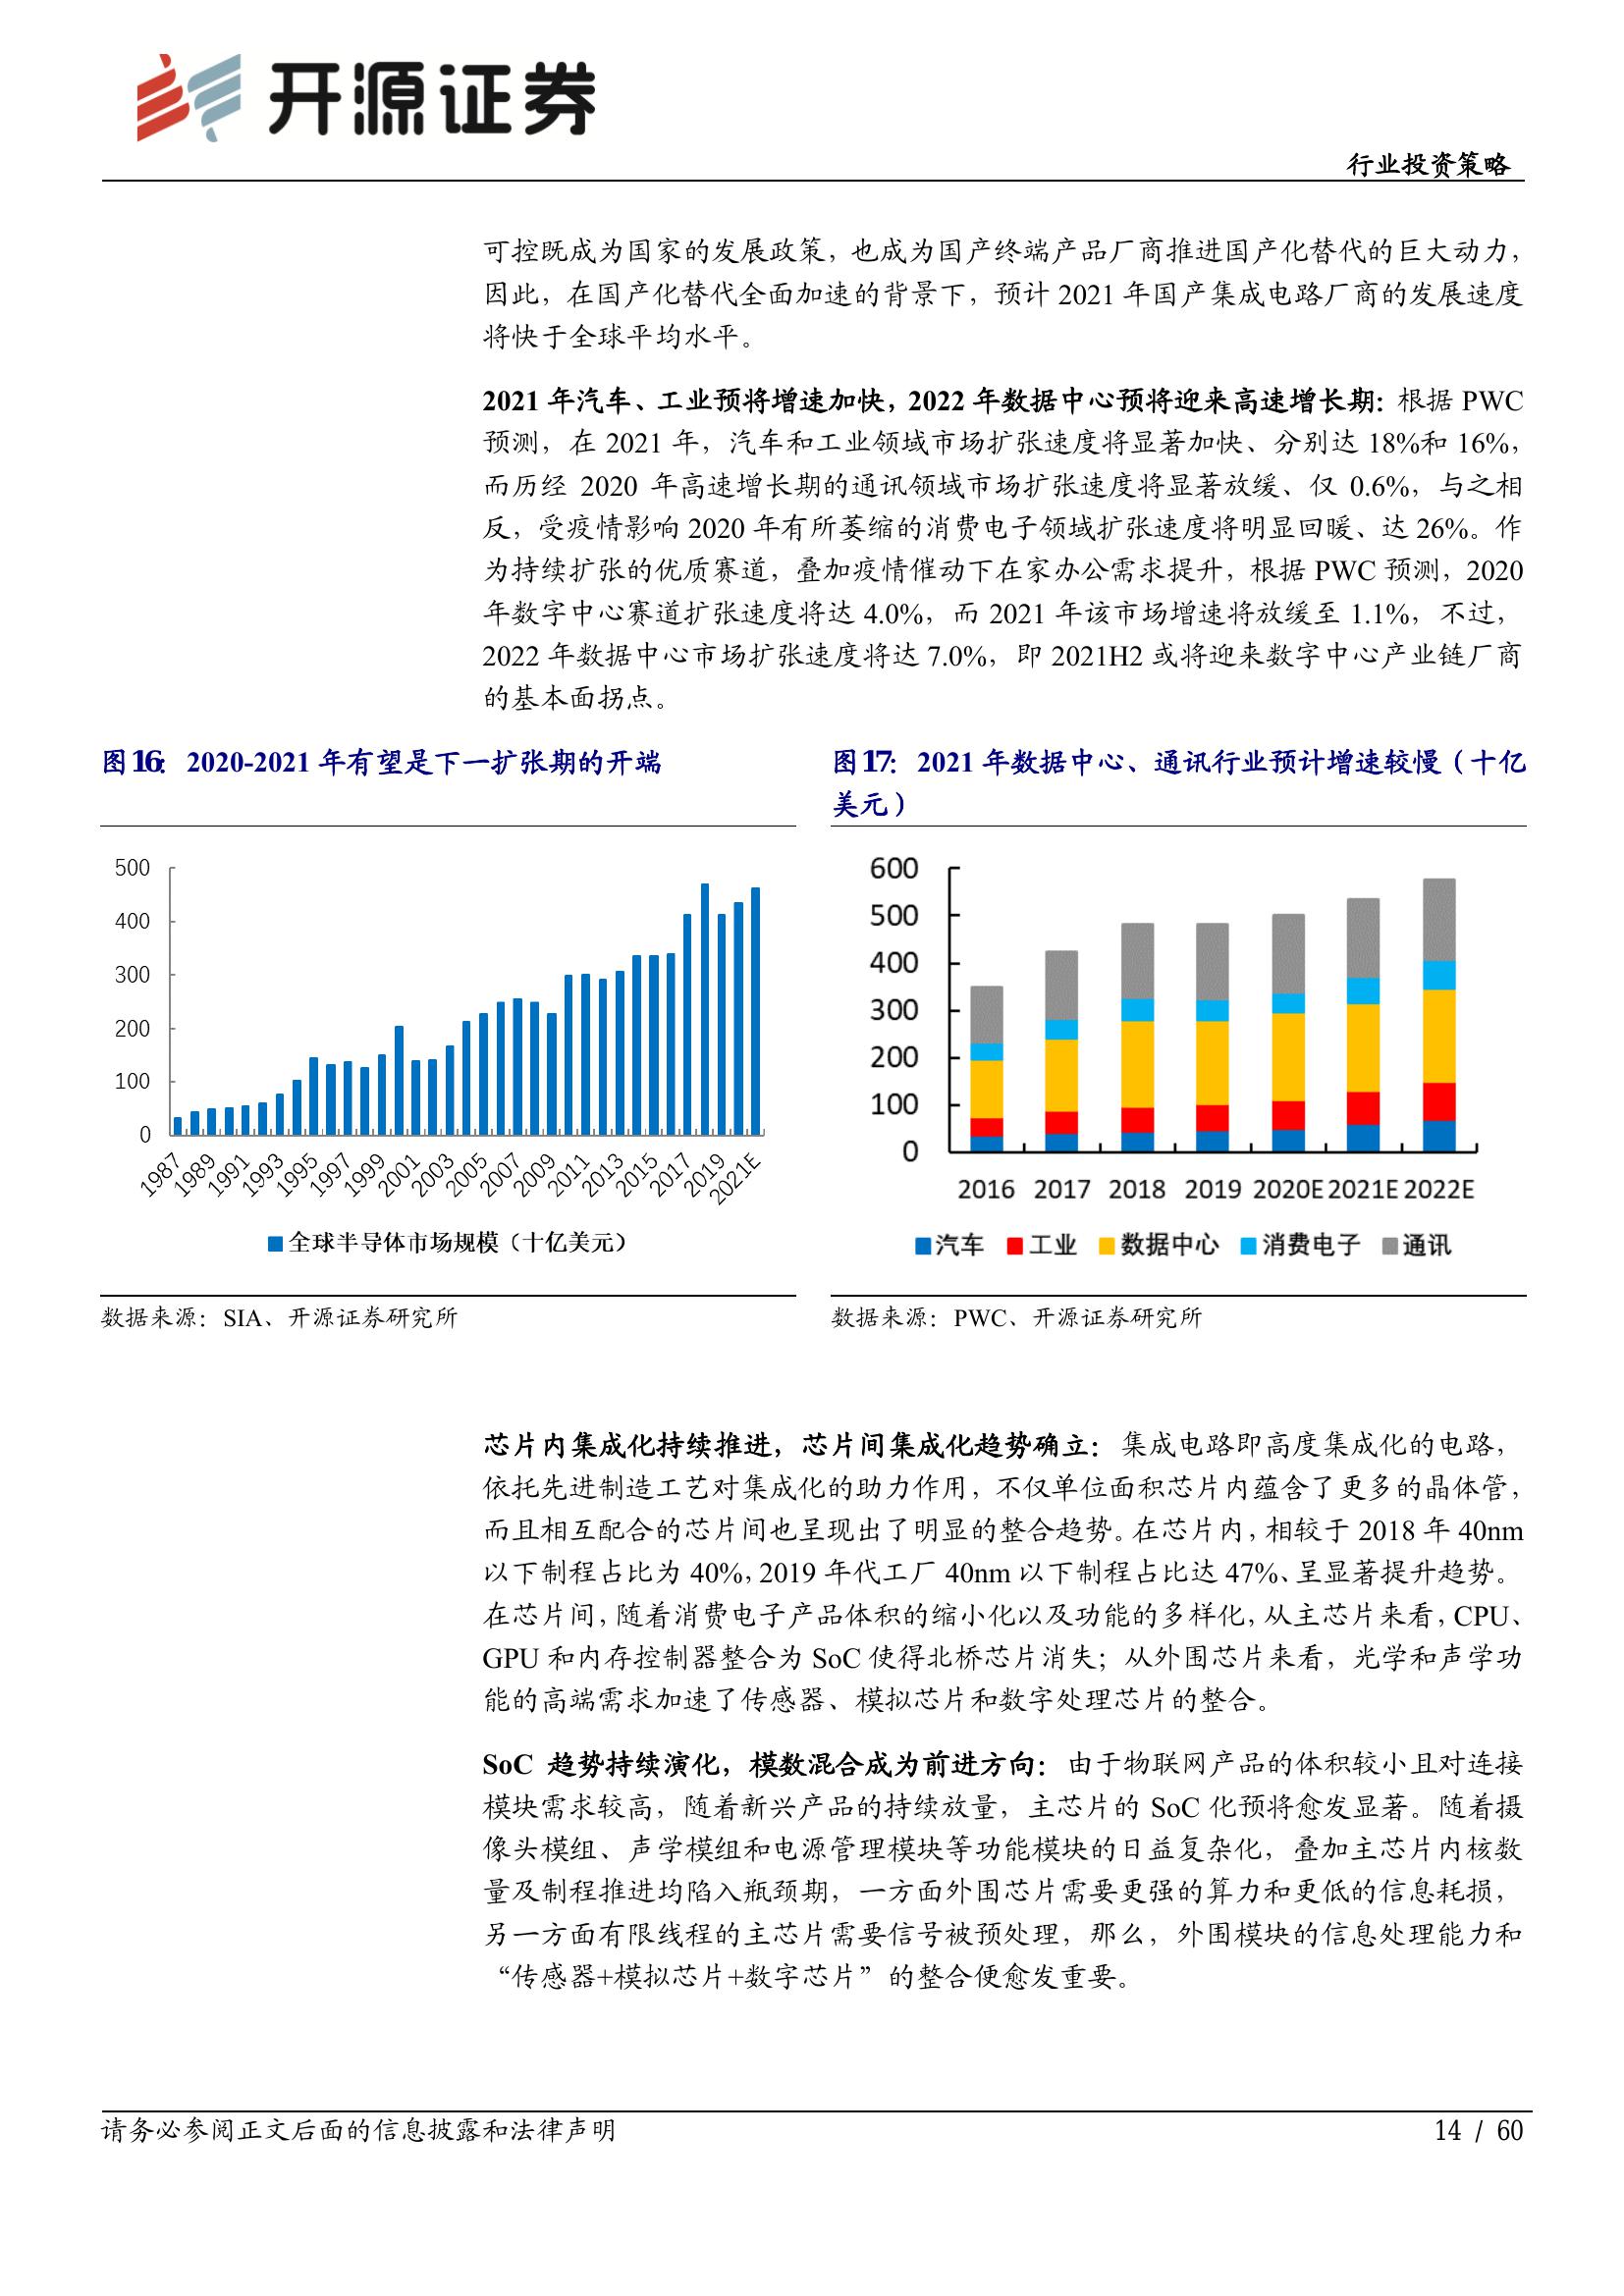 开源证券
行业投资策略
可控既成为国家的发展政策，也成为国产终端产品厂商推进国产化替代的巨大动力，
因此，在国产化替代全面加速的背景下，预计 2021 年国产集成电路厂商的发展速度
将快于全球平均水平。
2021 年汽车、工业预将增速加快，2022 年数据中心预将迎来高速增长期：根据 PWC
预测，在 2021 年，汽车和工业领域市场扩张速度将显著加快、分别达 18%和 16%，
而历经 2020 年高速增长期的通讯领域市场扩张速度将显著放缓、仅 0.6%，与之相
反，受疫情影响 2020 年有所萎缩的消费电子领域扩张速度将明显回暖、达 26%。作
为持续扩张的优质赛道，叠加疫情催动下在家办公需求提升，根据 PWC 预测，2020
年数字中心赛道扩张速度将达 4.0%，而 2021 年该市场增速将放缓至 1.1%，不过，
2022 年数据中心市场扩张速度将达 7.0%，即 2021H2 或将迎来数字中心产业链厂商
的基本面拐点。
图16：2020-2021 年有望是下一扩张期的开端
500
400
300
200
100
0
1987 1989 1991 1993 1995 1997 1999 2001 2003 2005 2007 2009 2011 2013 2015 2017 2019 2021E
全球半导体市场规模（十亿美元）
数据来源：SIA、开源证券研究所
图17：2021 年数据中心、通讯行业预计增速较慢（十亿
美元）
600
500
400
300
200
100
0
2016 2017 2018 2019 2020E 2021E 2022E
汽车 工业 数据中心 消费电子 通讯
数据来源：PWC、开源证券研究所
芯片内集成化持续推进，芯片间集成化趋势确立：集成电路即高度集成化的电路，
依托先进制造工艺对集成化的助力作用，不仅单位面积芯片内蕴含了更多的晶体管，
而且相互配合的芯片间也呈现出了明显的整合趋势。在芯片内，相较于 2018 年 40nm
以下制程占比为 40%，2019 年代工厂 40nm 以下制程占比达 47%、呈显著提升趋势。
在芯片间，随着消费电子产品体积的缩小化以及功能的多样化，从主芯片来看，CPU、
GPU 和内存控制器整合为 SoC 使得北桥芯片消失；从外围芯片来看，光学和声学功
能的高端需求加速了传感器、模拟芯片和数字处理芯片的整合。
SoC 趋势持续演化，模数混合成为前进方向：由于物联网产品的体积较小且对连接
模块需求较高，随着新兴产品的持续放量，主芯片的 SoC 化预将愈发显著。随着摄
像头模组、声学模组和电源管理模块等功能模块的日益复杂化，叠加主芯片内核数
量及制程推进均陷入瓶颈期，一方面外围芯片需要更强的算力和更低的信息耗损，
另一方面有限线程的主芯片需要信号被预处理，那么，外围模块的信息处理能力和
“传感器+模拟芯片+数字芯片”的整合便愈发重要。
请务必参阅正文后面的信息披露和法律声明
14 / 60